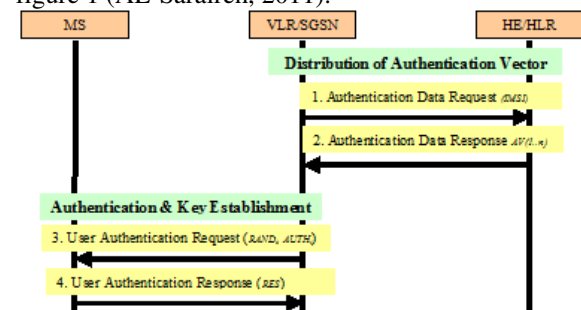 figure 1 (AL-Saraireh, 2011).
MS VLR/SGSN HE/HLR
Distribution of Authentication Vector
1. Authentication Data Request (IMSI)
2. Authentication Data Response AV(1..n)
Authentication & Key Establishment
3. User Authentication Request (RAND, AUTH)
4. User Authentication Response (RES)